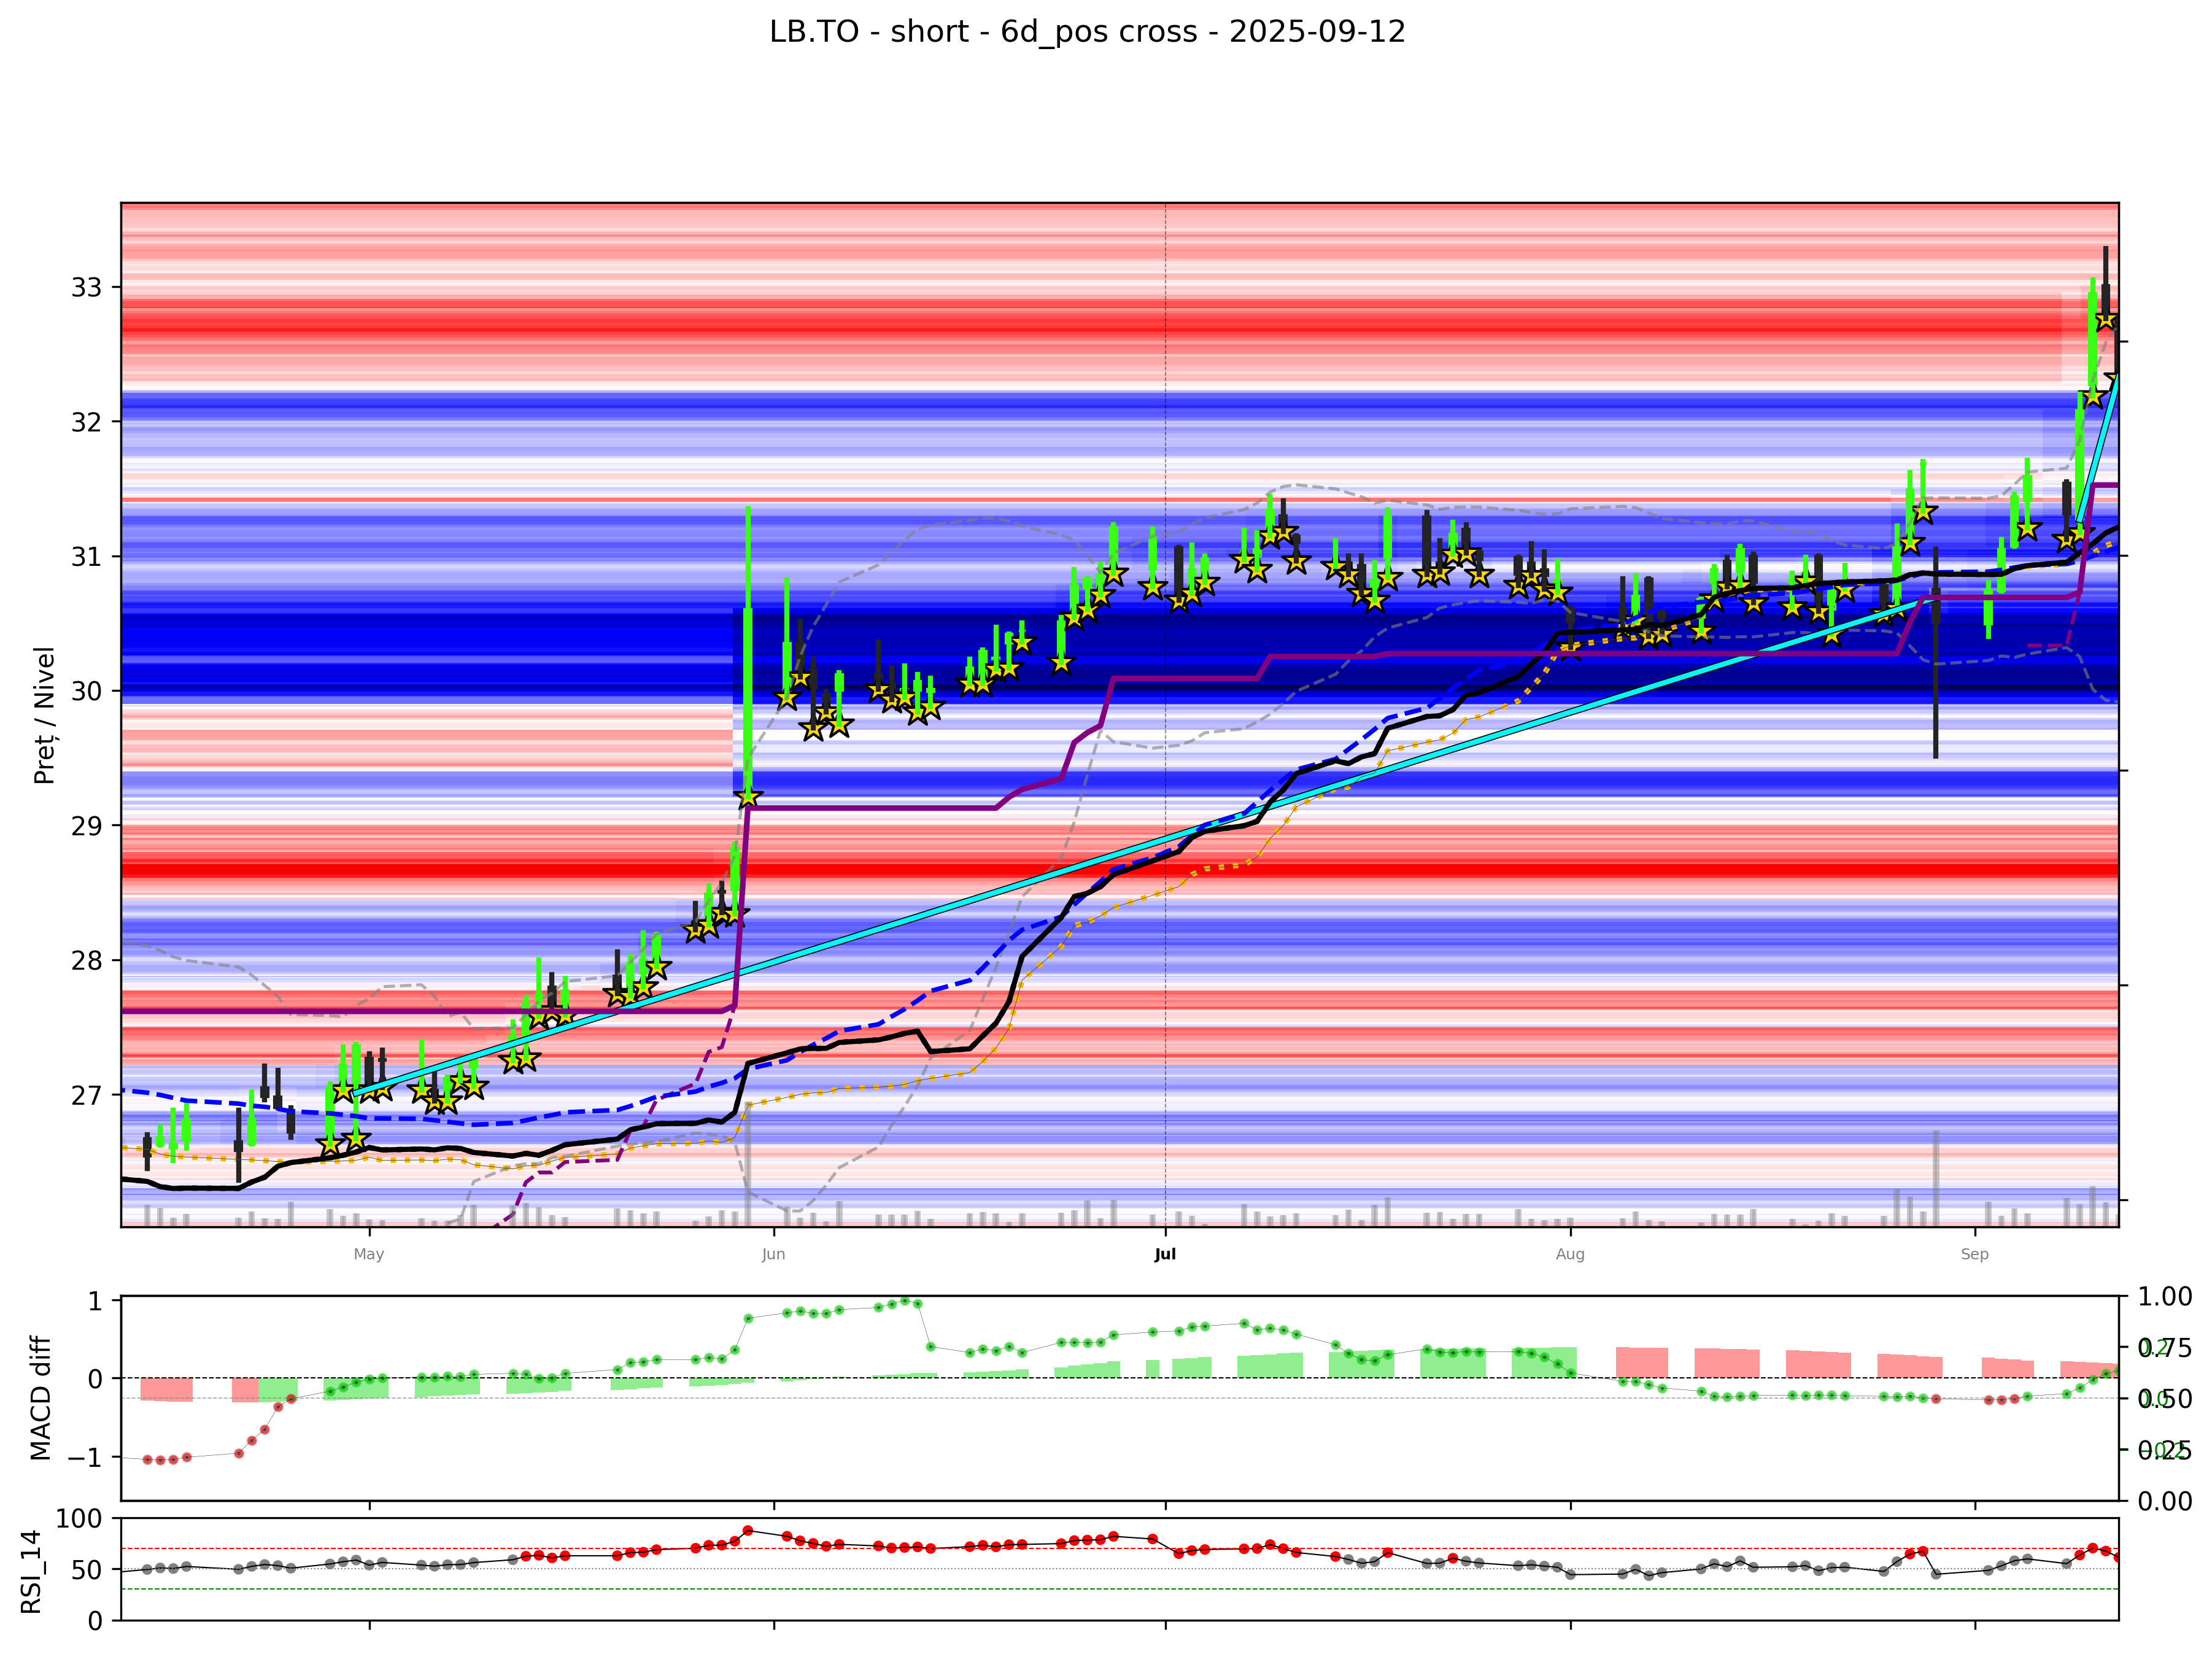 LB.TO - short - 6d_pos cross - 2025-09-12
Preț / Nivel
33
32
31
30
29
28
27
May
Jun
Jul
Aug
Sep
MACD diff
1
0
−1
1.00
0.75
0.50
0.25
0.00
RSI_14
100
50
0